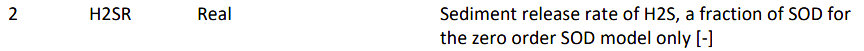 2 H2SR Real Sediment release rate of H2S, a fraction of SOD for
the zero order SOD model only [-]